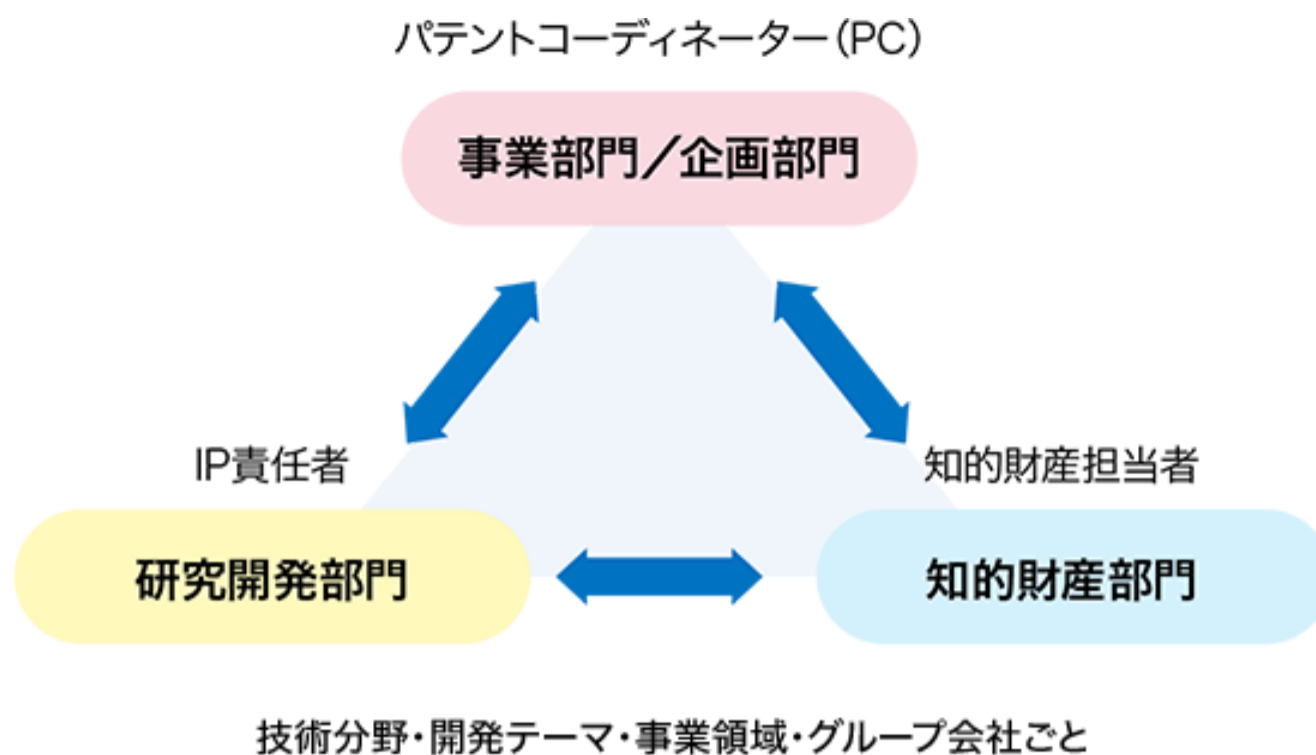 パテントコーディネーター(PC)
事業部門／企画部門
IP責任者
知的財産担当者
研究開発部門
知的財産部門
技術分野・開発テーマ・事業領域・グループ会社ごと